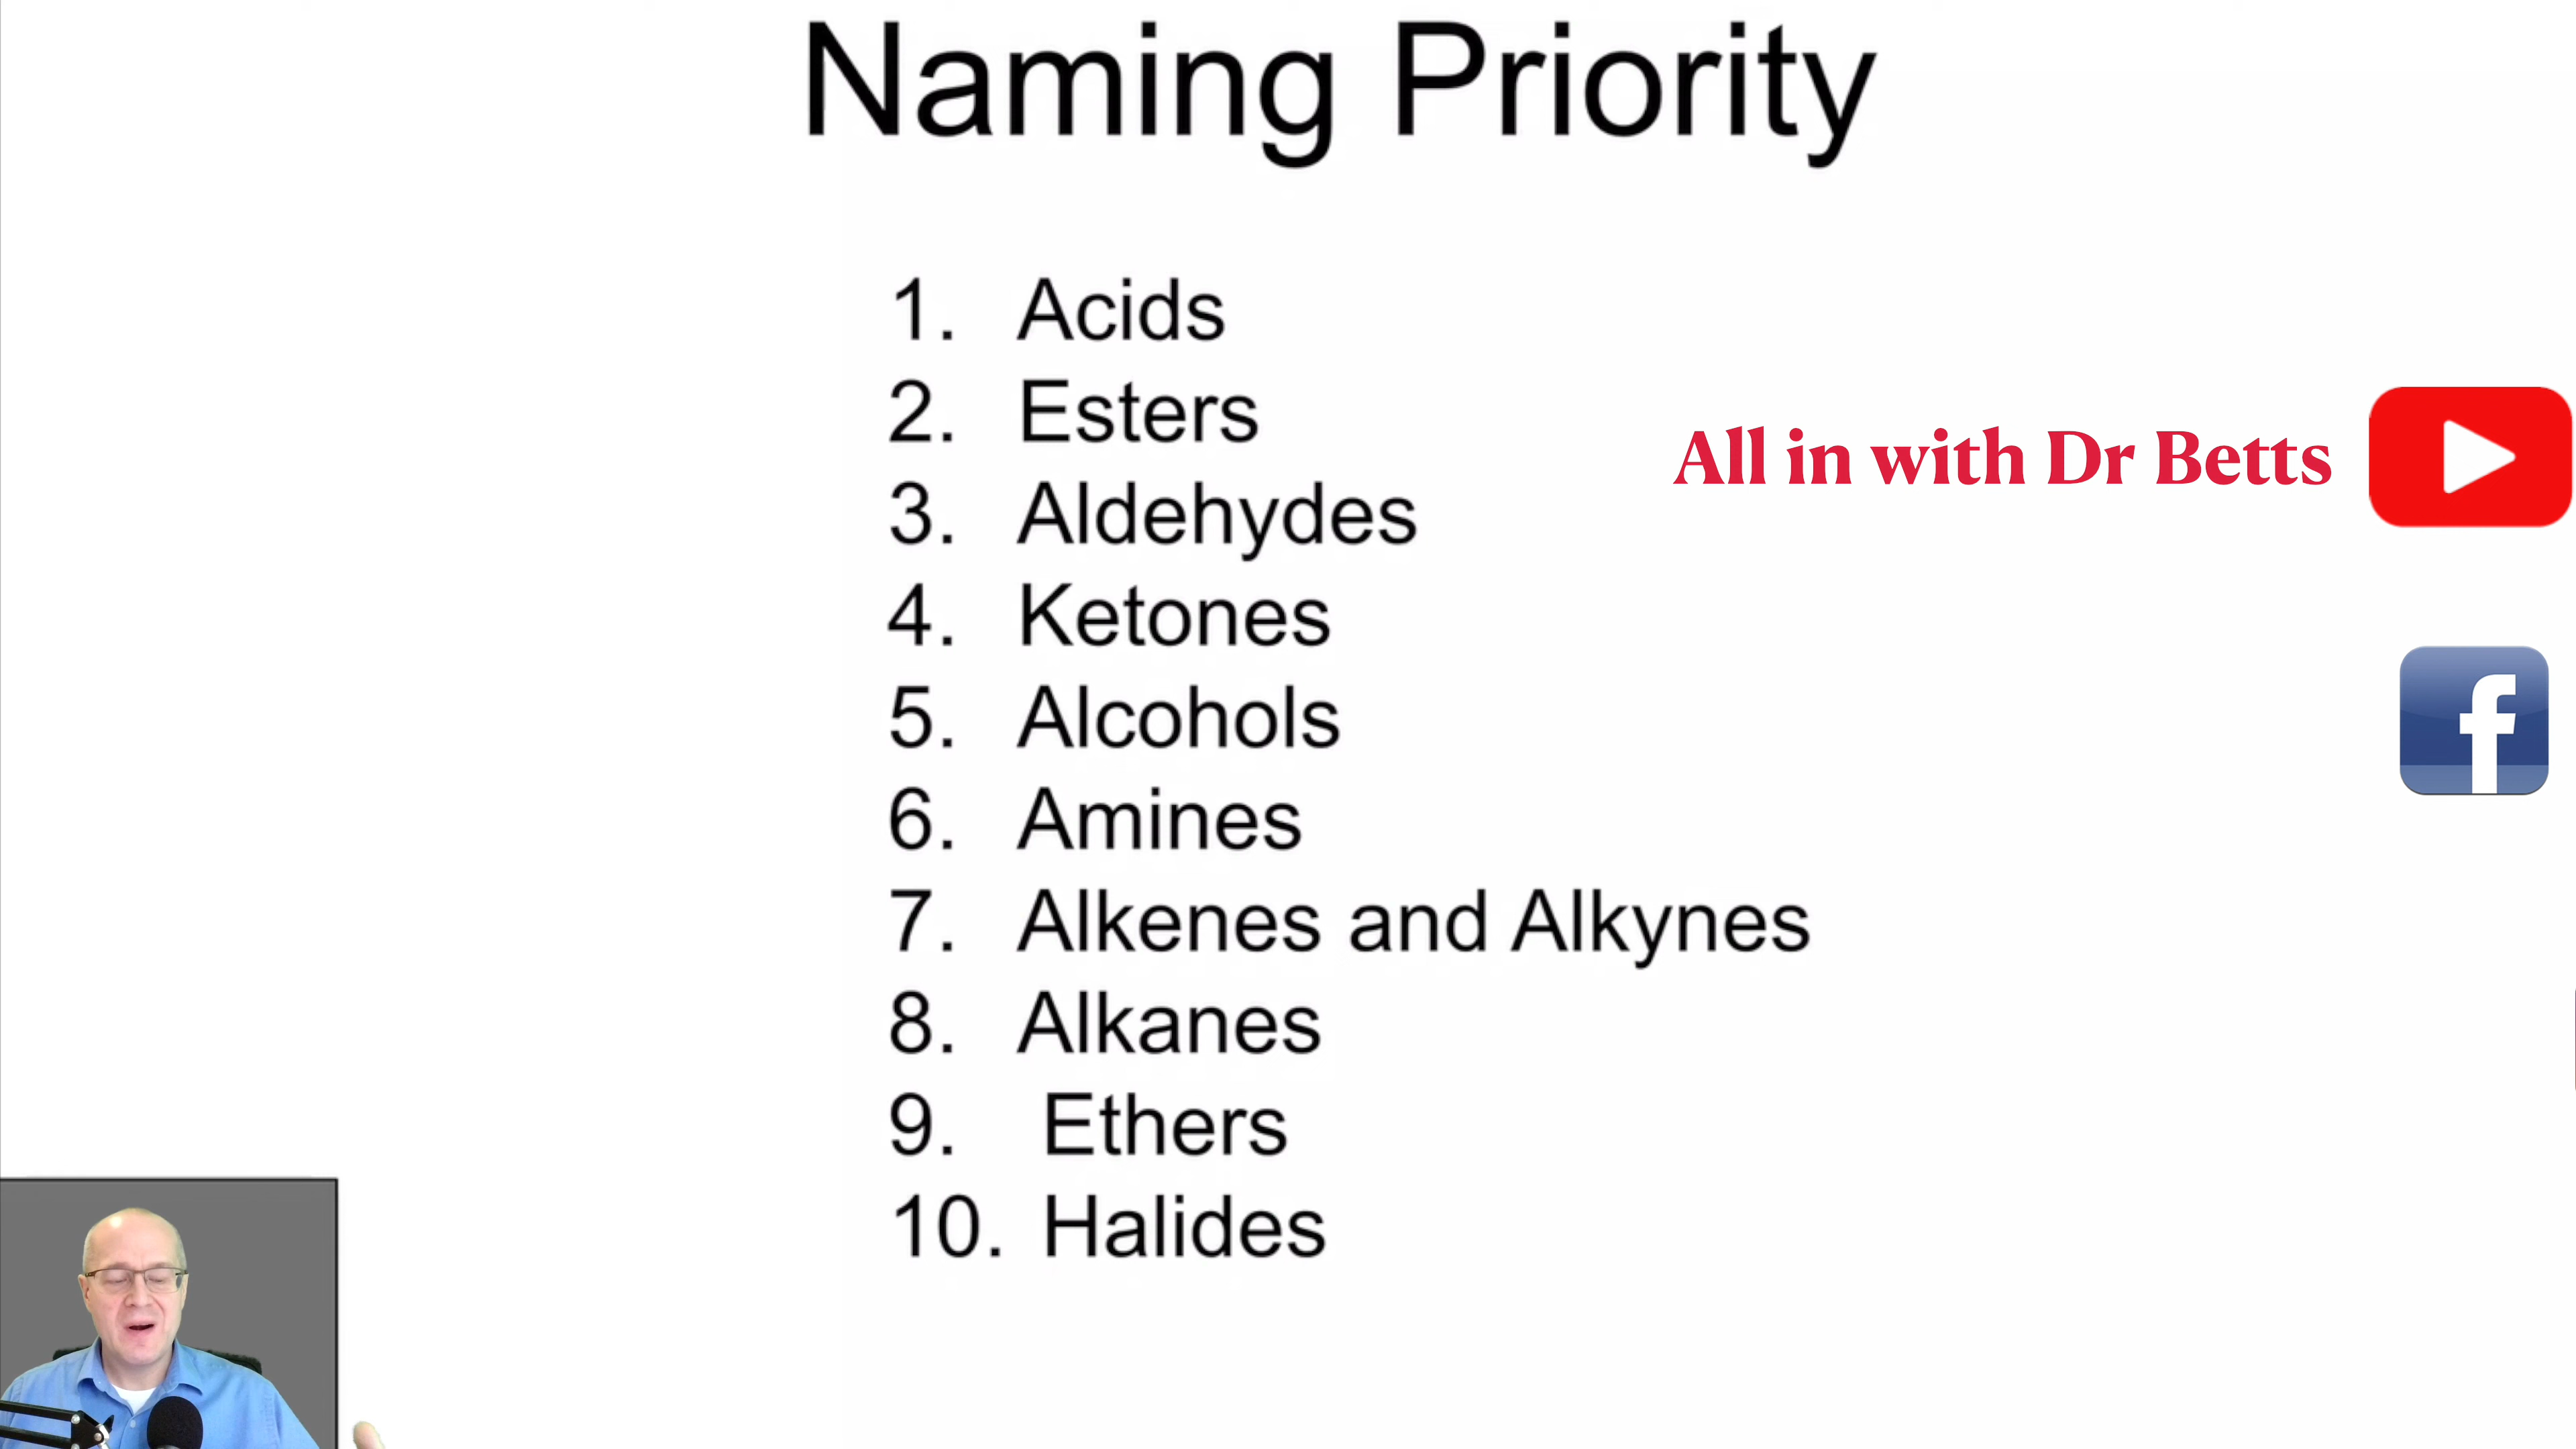 Naming Priority
1. Acids
2. Esters
3. Aldehydes
4. Ketones
5. Alcohols
6. Amines
7. Alkenes and Alkynes
8. Alkanes
9. Ethers
10. Halides
All in with Dr Betts
f